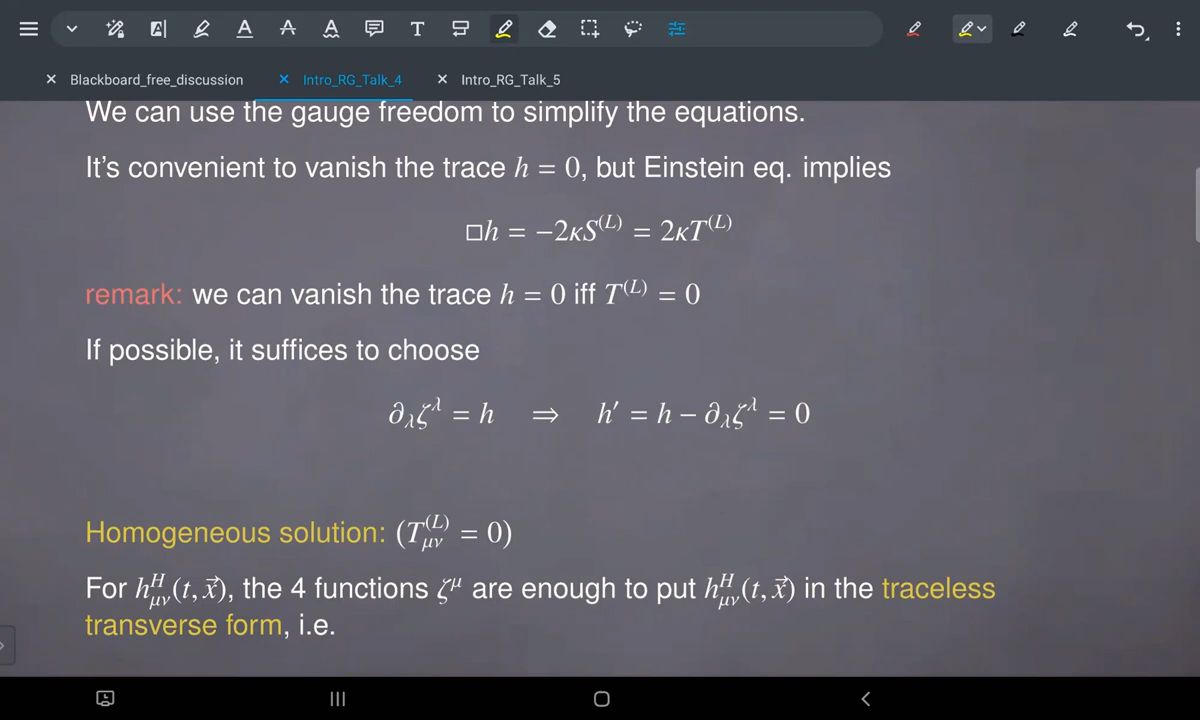 Blackboard_free_discussion Intro_RG_Talk_4 Intro_RG_Talk_5
We can use the gauge freedom to simplify the equations.
It's convenient to vanish the trace h = 0, but Einstein eq. implies
□h = −2κS^(L) = 2κT^(L)
remark: we can vanish the trace h = 0 iff T^(L) = 0
If possible, it suffices to choose
∂_λζ^λ = h ⇒ h′ = h − ∂_λζ^λ = 0
Homogeneous solution: (T_μν^(L) = 0)
For h_μν^H(t, x⃗), the 4 functions ζ^μ are enough to put h_μν^H(t, x⃗) in the traceless
transverse form, i.e.